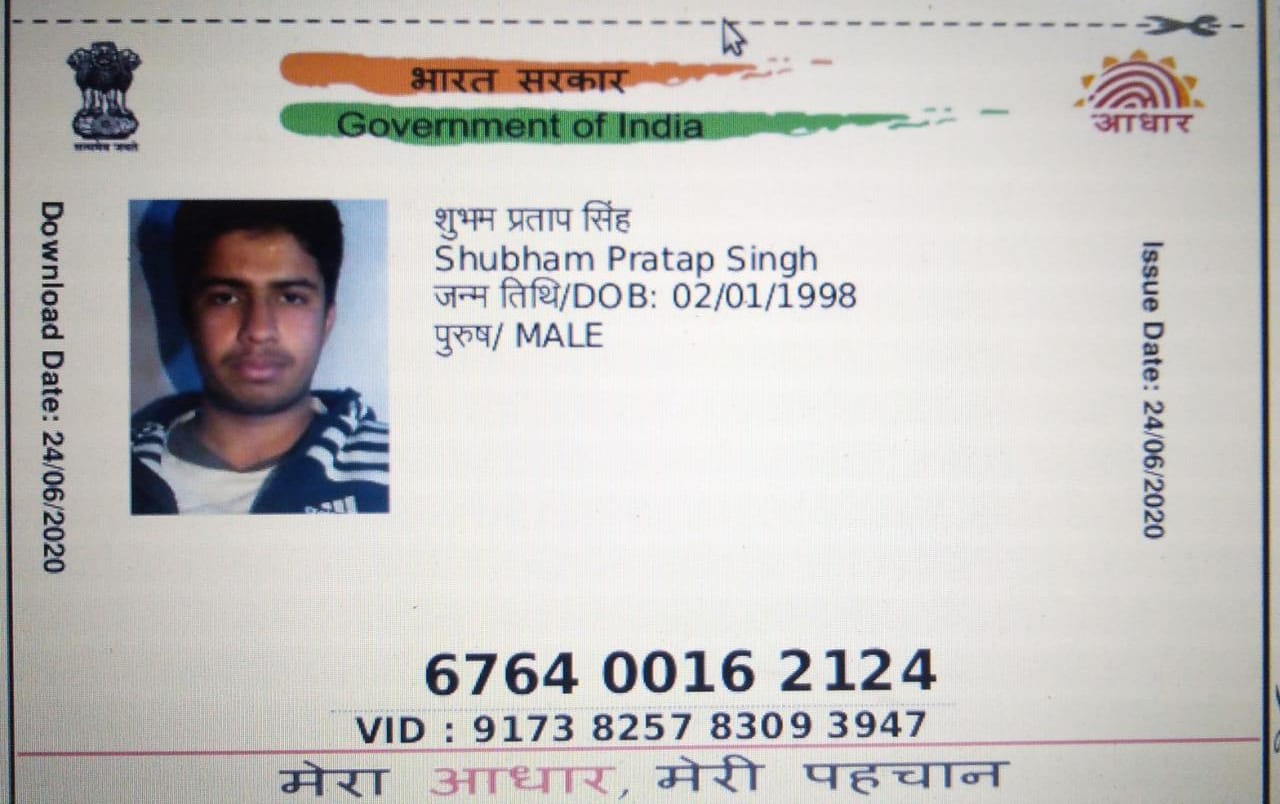 भारत सरकार
Government of India
सत्यमेव जयते
आधार
Download Date: 24/06/2020
शुभम प्रताप सिंह
Shubham Pratap Singh
जन्म तिथि/DOB: 02/01/1998
पुरुष/ MALE
Issue Date: 24/06/2020
6764 0016 2124
VID : 9173 8257 8309 3947
मेरा आधार, मेरी पहचान